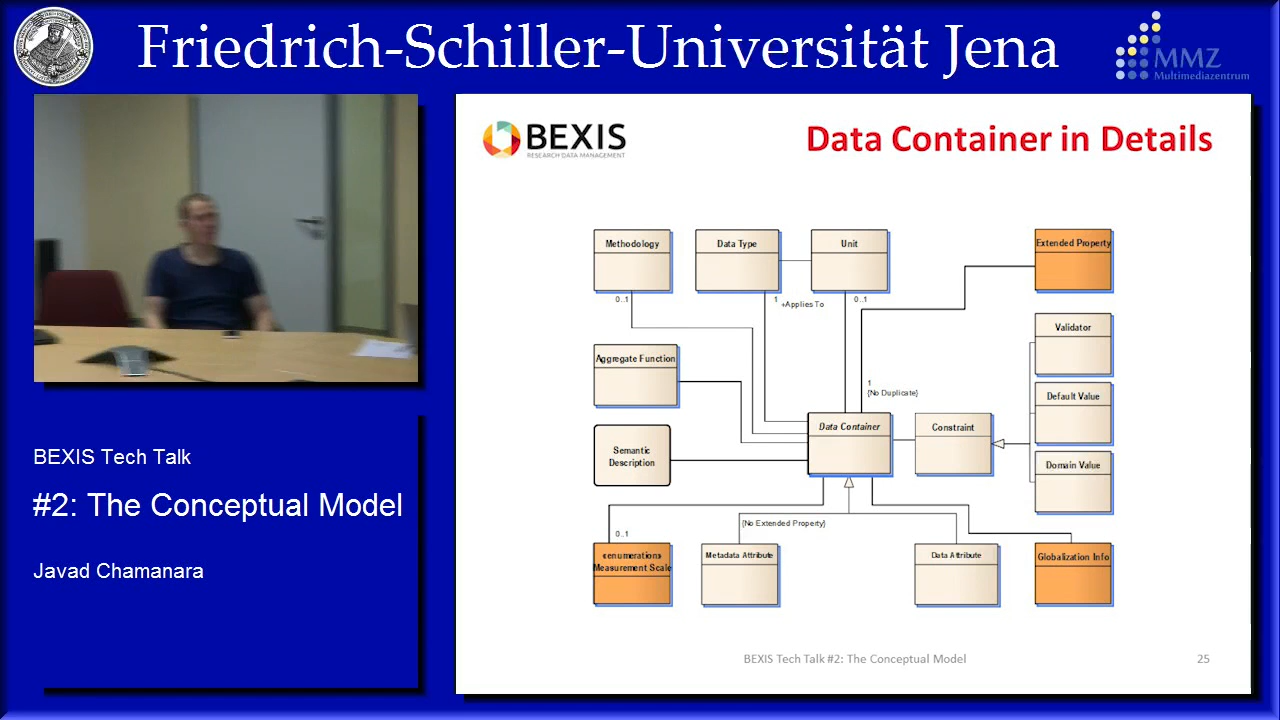 Friedrich-Schiller-Universität Jena
MMZ
Multimediazentrum
BEXIS Tech Talk
#2: The Conceptual Model
Javad Chamanara
BEXIS
RESEARCH DATA MANAGEMENT
Data Container in Details
Methodology
Data Type
Unit
Extended Property
0..1
1
+Applies To
0..1
Validator
Aggregate Function
1
{No Duplicate}
Default Value
Data Container
Constraint
Semantic
Description
Domain Value
{No Extended Property}
0..1
«enumeration»
Measurement Scale
Metadata Attribute
Data Attribute
Globalization Info
BEXIS Tech Talk #2: The Conceptual Model
25